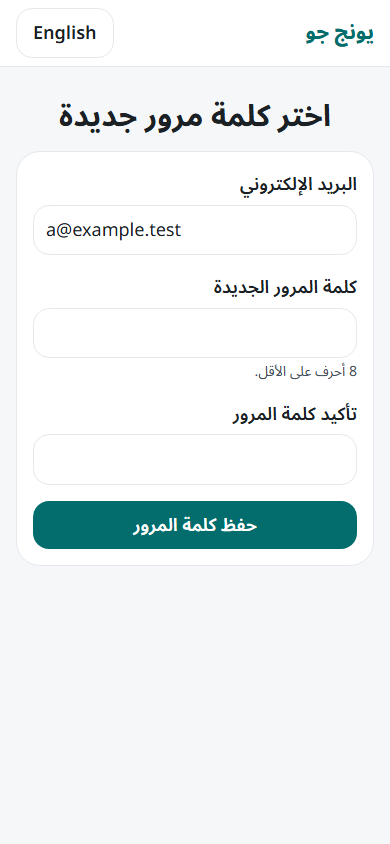 يونج جو
English
اختر كلمة مرور جديدة
البريد الإلكتروني
a@example.test
كلمة المرور الجديدة
8 أحرف على الأقل.
تأكيد كلمة المرور
حفظ كلمة المرور